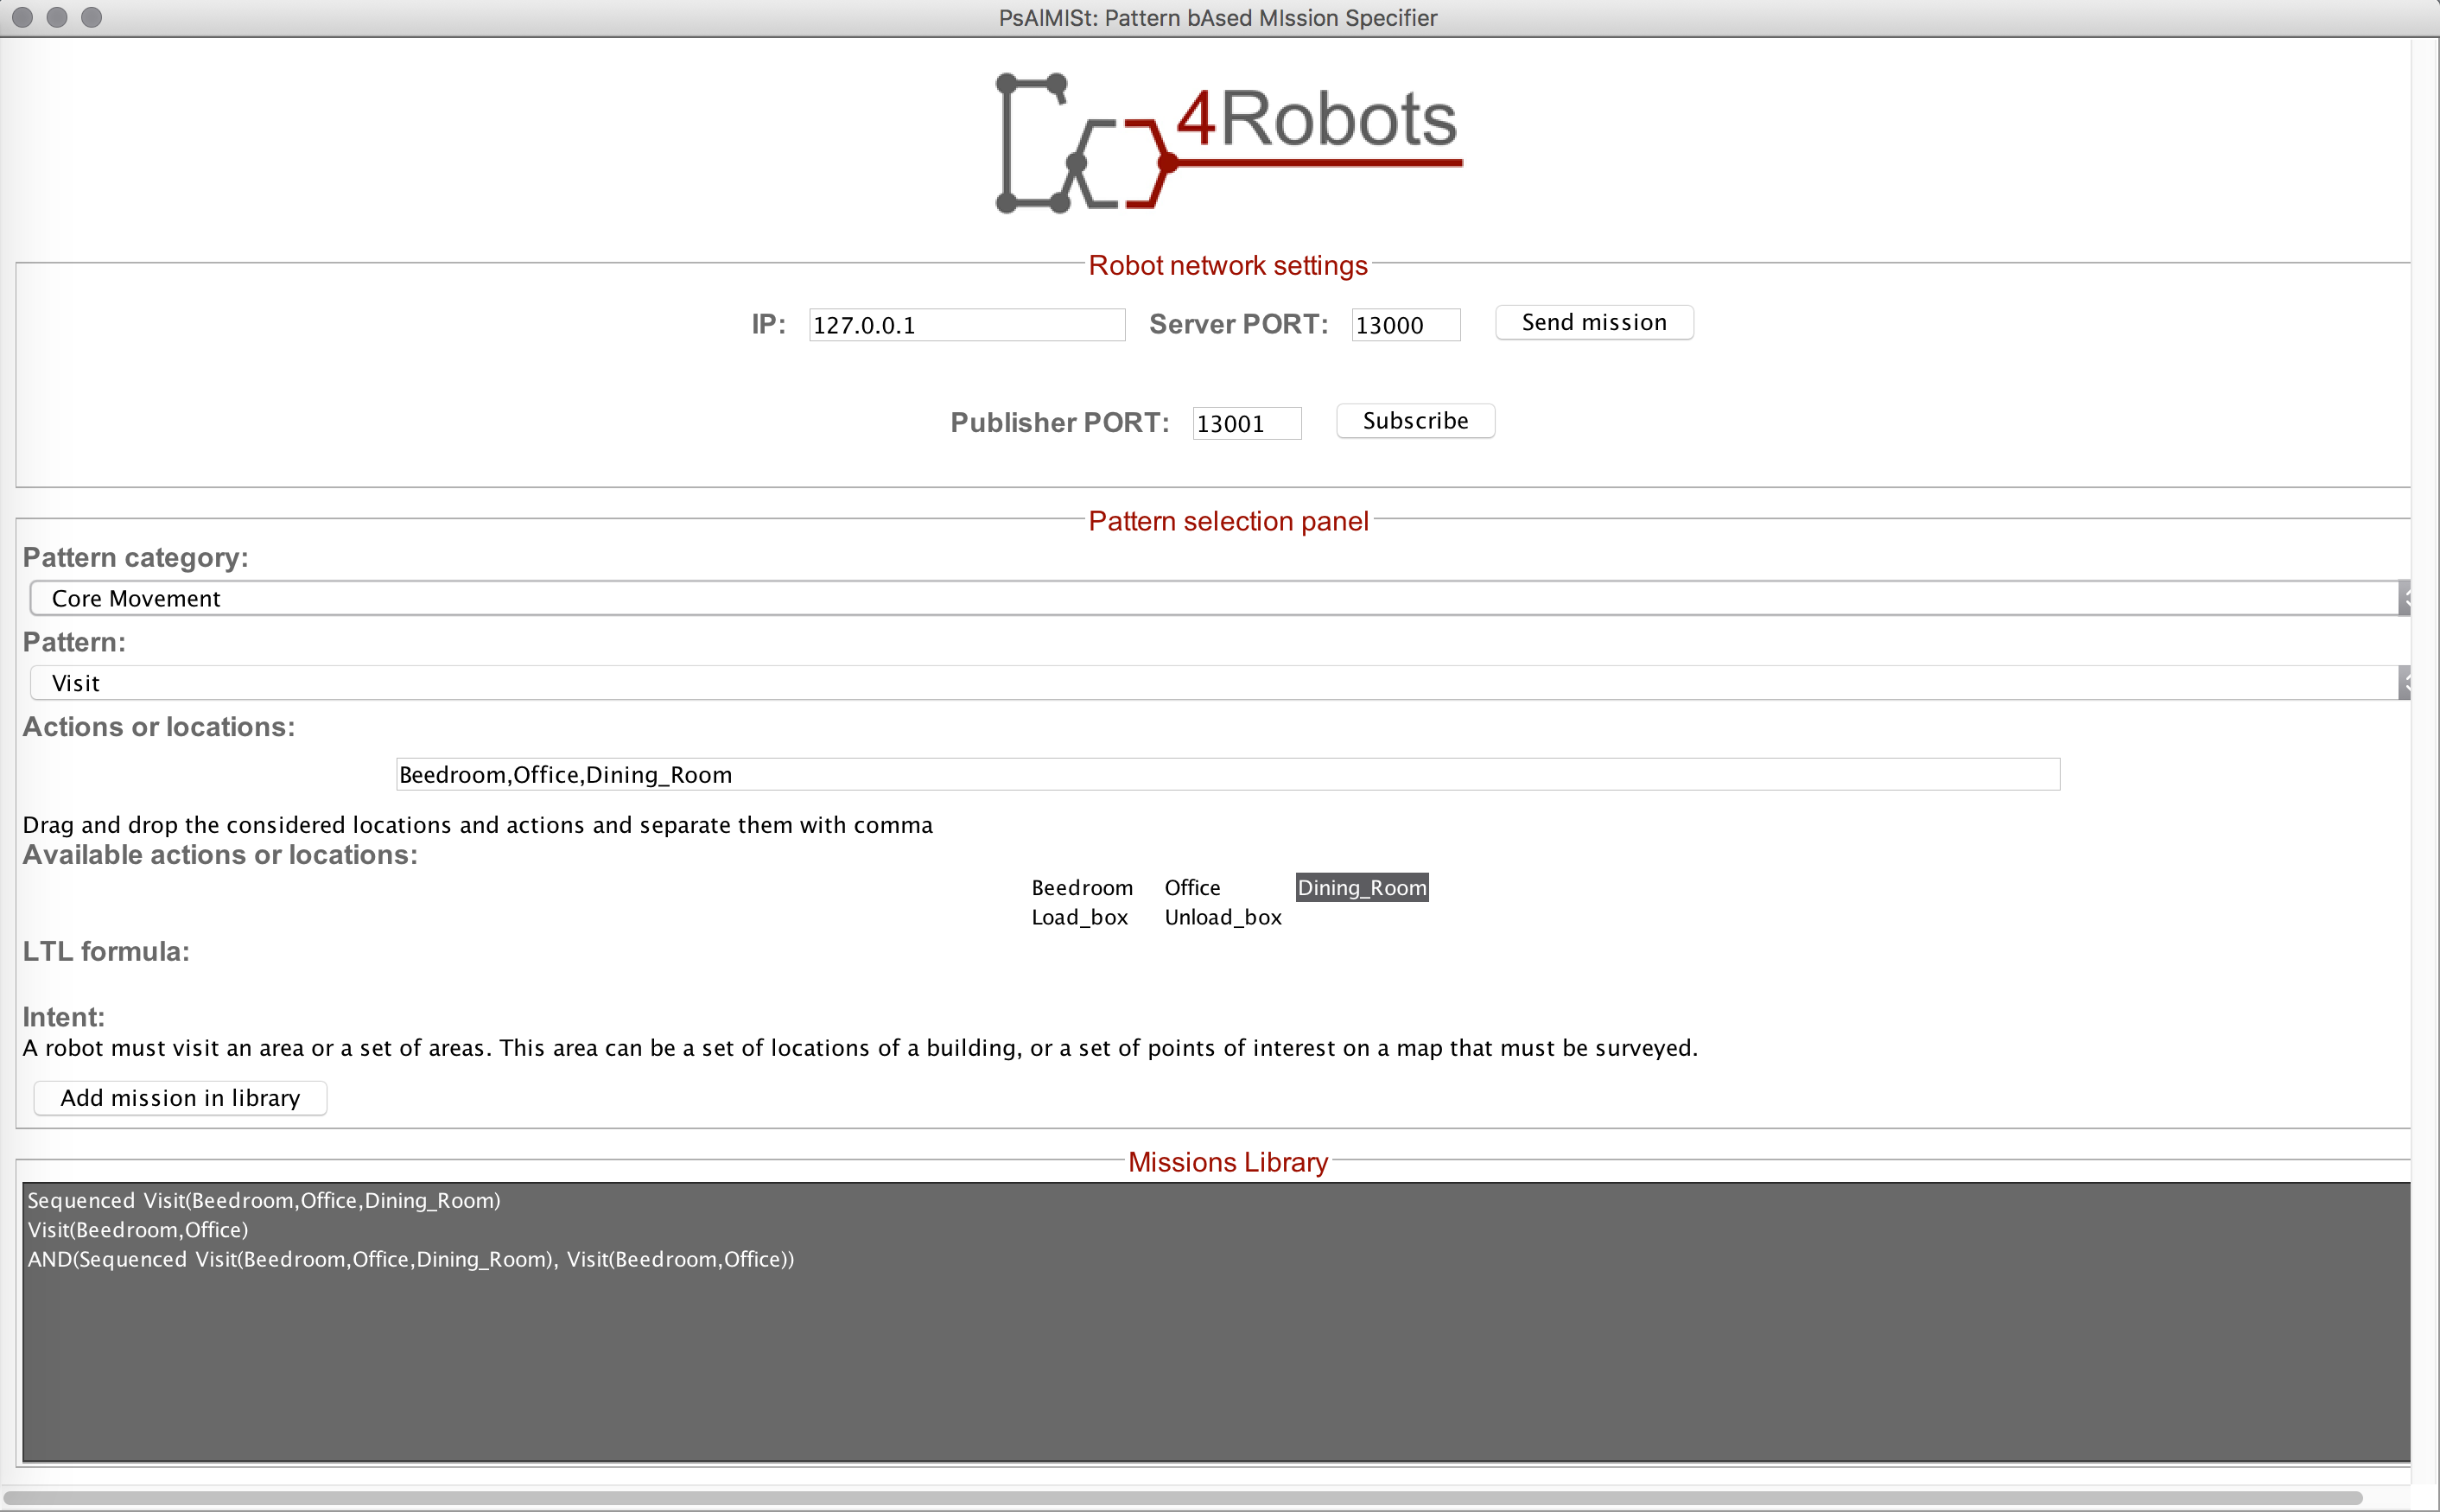 PsAlMISt: Pattern bAsed MIssion Specifier
4Robots
Robot network settings
IP: 127.0.0.1 Server PORT: 13000 Send mission
Publisher PORT: 13001 Subscribe
Pattern selection panel
Pattern category:
Core Movement
Pattern:
Visit
Actions or locations:
Beedroom,Office,Dining_Room
Drag and drop the considered locations and actions and separate them with comma
Available actions or locations:
Beedroom Office Dining_Room
Load_box Unload_box
LTL formula:
Intent:
A robot must visit an area or a set of areas. This area can be a set of locations of a building, or a set of points of interest on a map that must be surveyed.
Add mission in library
Missions Library
Sequenced Visit(Beedroom,Office,Dining_Room)
Visit(Beedroom,Office)
AND(Sequenced Visit(Beedroom,Office,Dining_Room), Visit(Beedroom,Office))